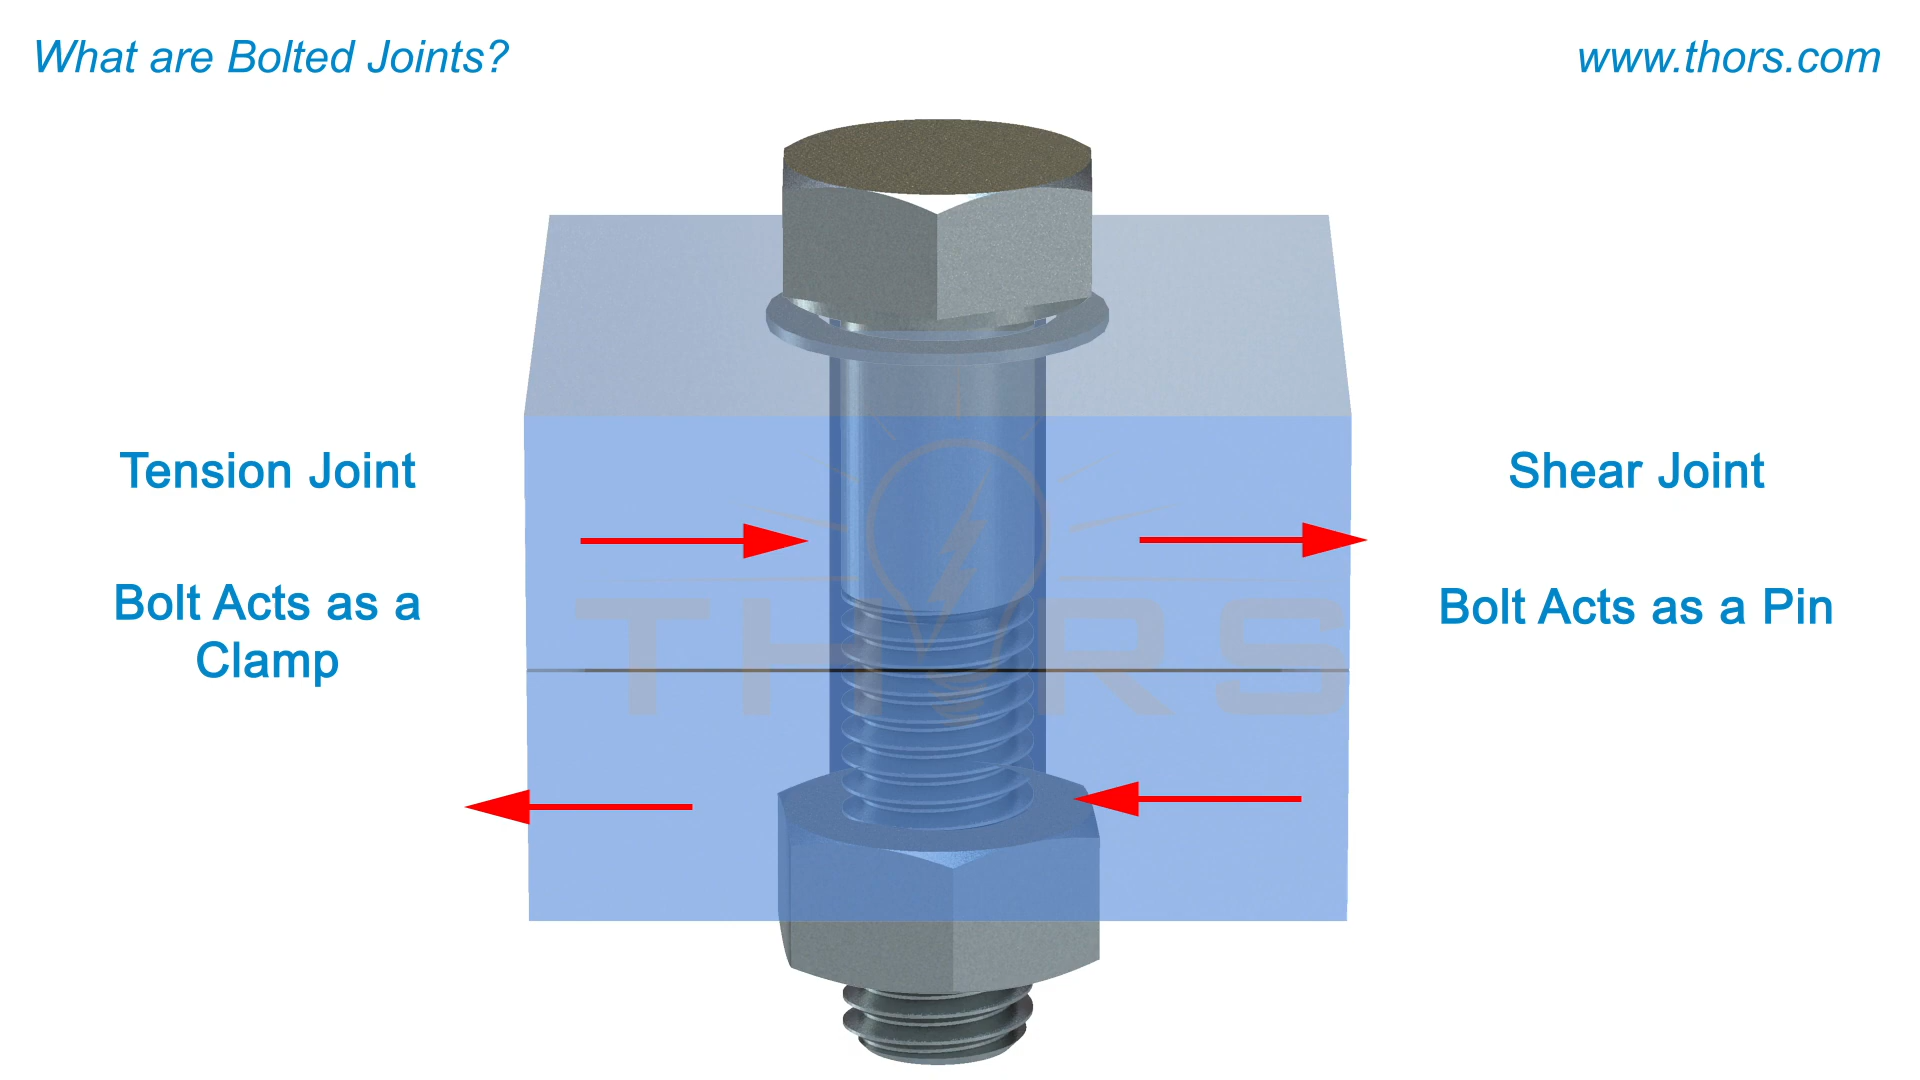 What are Bolted Joints?
www.thors.com
Tension Joint
Bolt Acts as a
Clamp
Shear Joint
Bolt Acts as a Pin
THORS